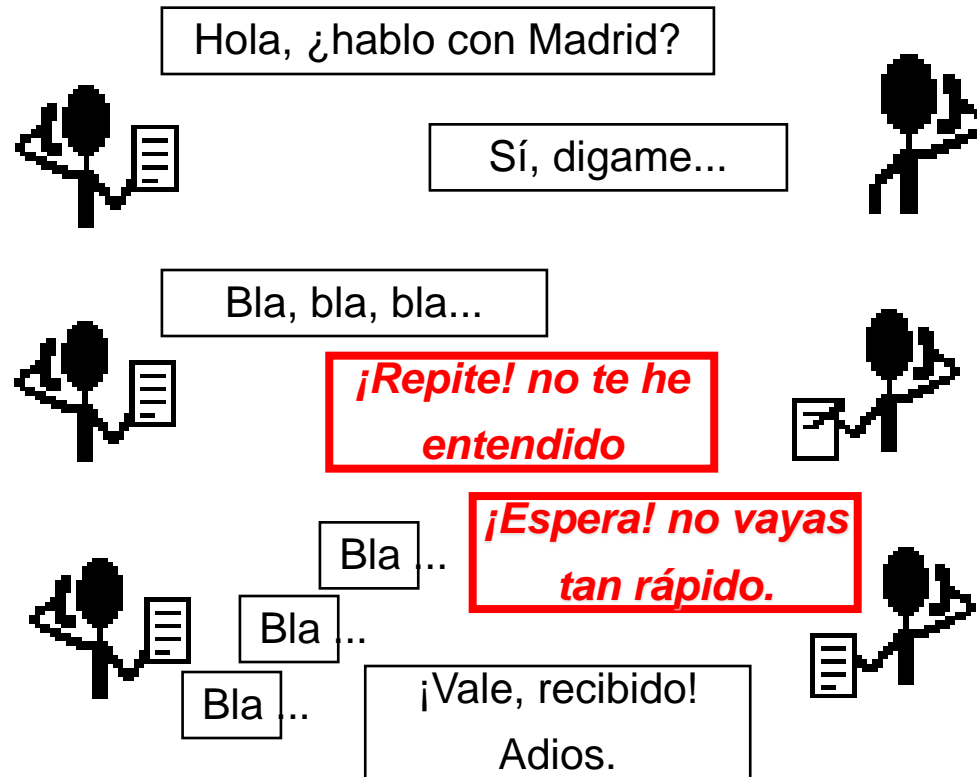 Hola, ¿hablo con Madrid?
Sí, digame...
Bla, bla, bla...
¡Repite! no te he
entendido
¡Espera! no vayas
tan rápido.
Bla ...
Bla ...
Bla ...
¡Vale, recibido!
Adios.